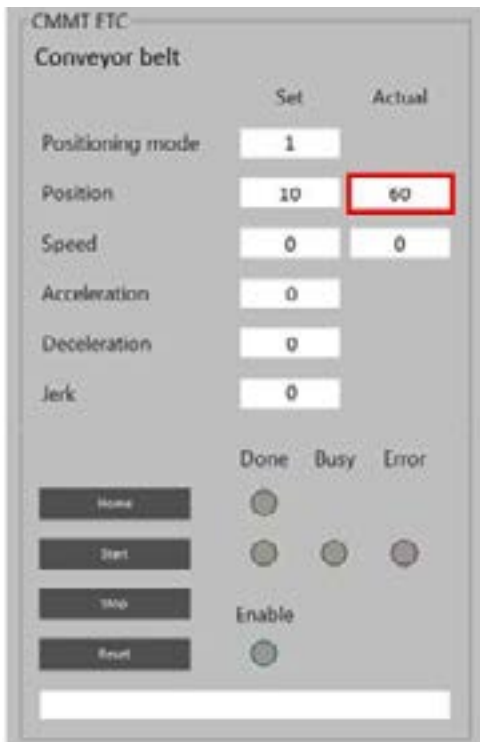 CMMT ETC
Conveyor belt
Set Actual
Positioning mode 1
Position 10 60
Speed 0 0
Acceleration 0
Deceleration 0
Jerk 0
Done Busy Error
Home
Start
Stop
Enable
Reset